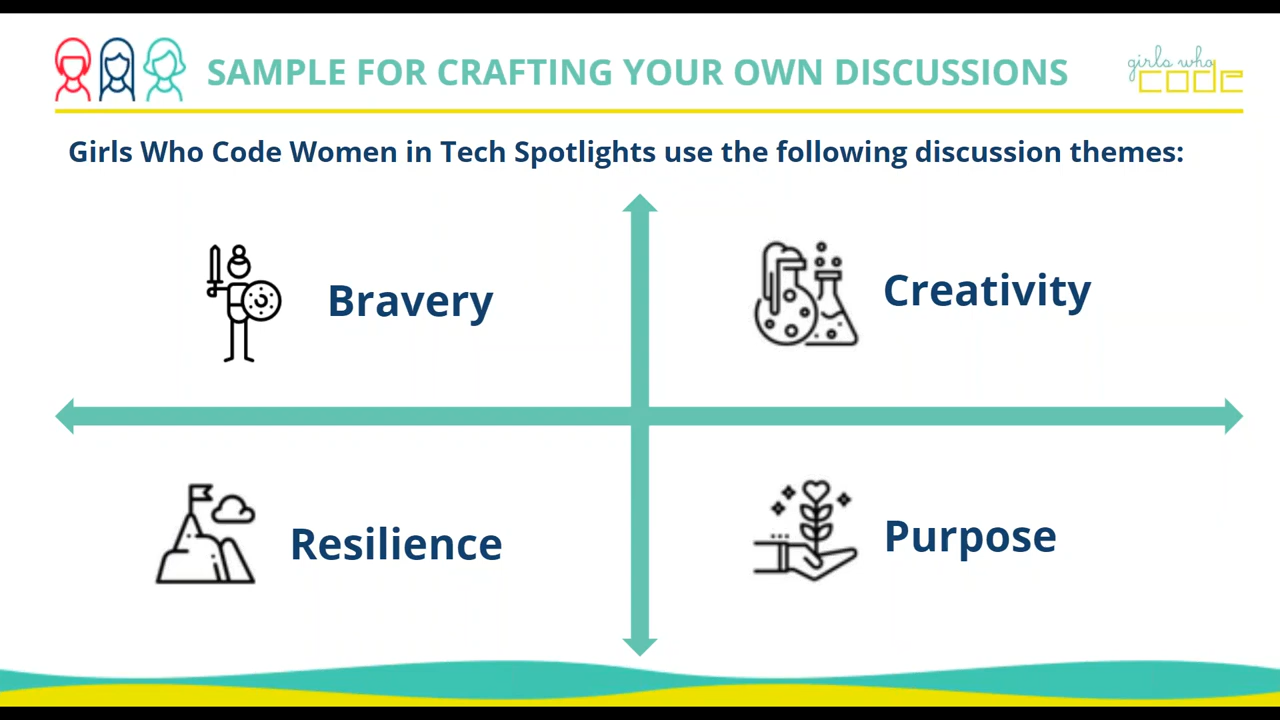 SAMPLE FOR CRAFTING YOUR OWN DISCUSSIONS
girls who
code
Girls Who Code Women in Tech Spotlights use the following discussion themes:
Bravery
Creativity
Resilience
Purpose